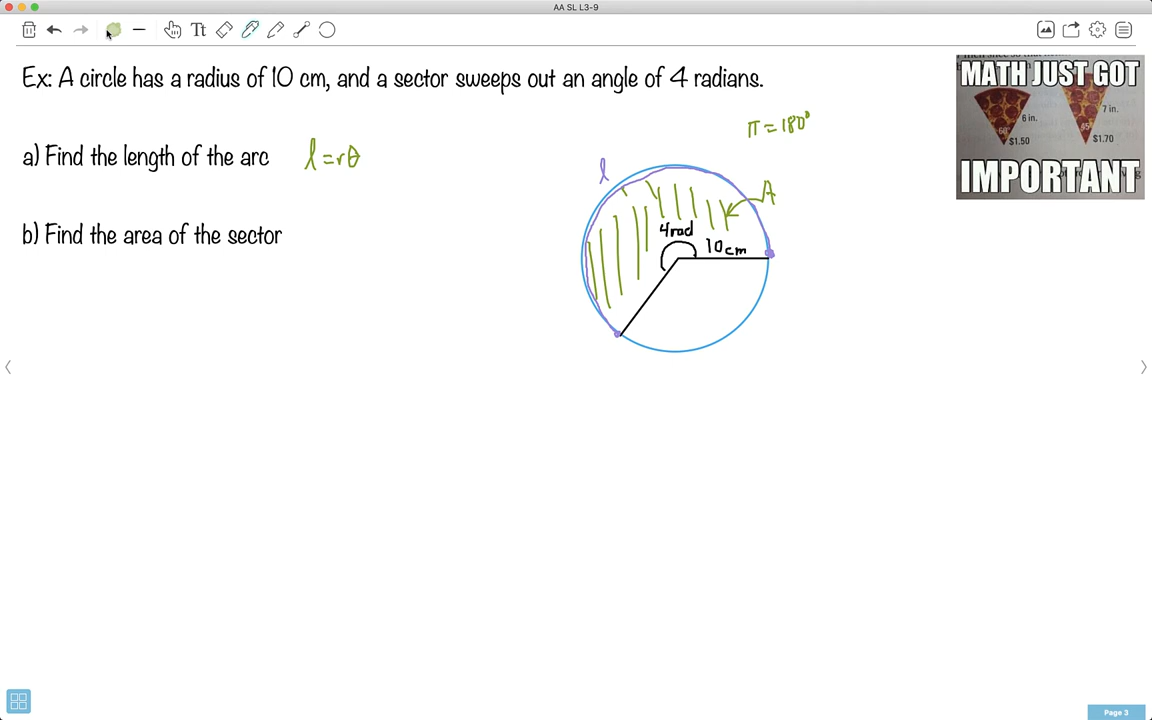 AA SL L3-9
Tt
Ex: A circle has a radius of 10 cm, and a sector sweeps out an angle of 4 radians.
π = 180°
a) Find the length of the arc
l = rθ
b) Find the area of the sector
l
A
4rad
10cm
MATH JUST GOT
6 in.
7 in.
60°
$1.50
$1.70
IMPORTANT
Page 3